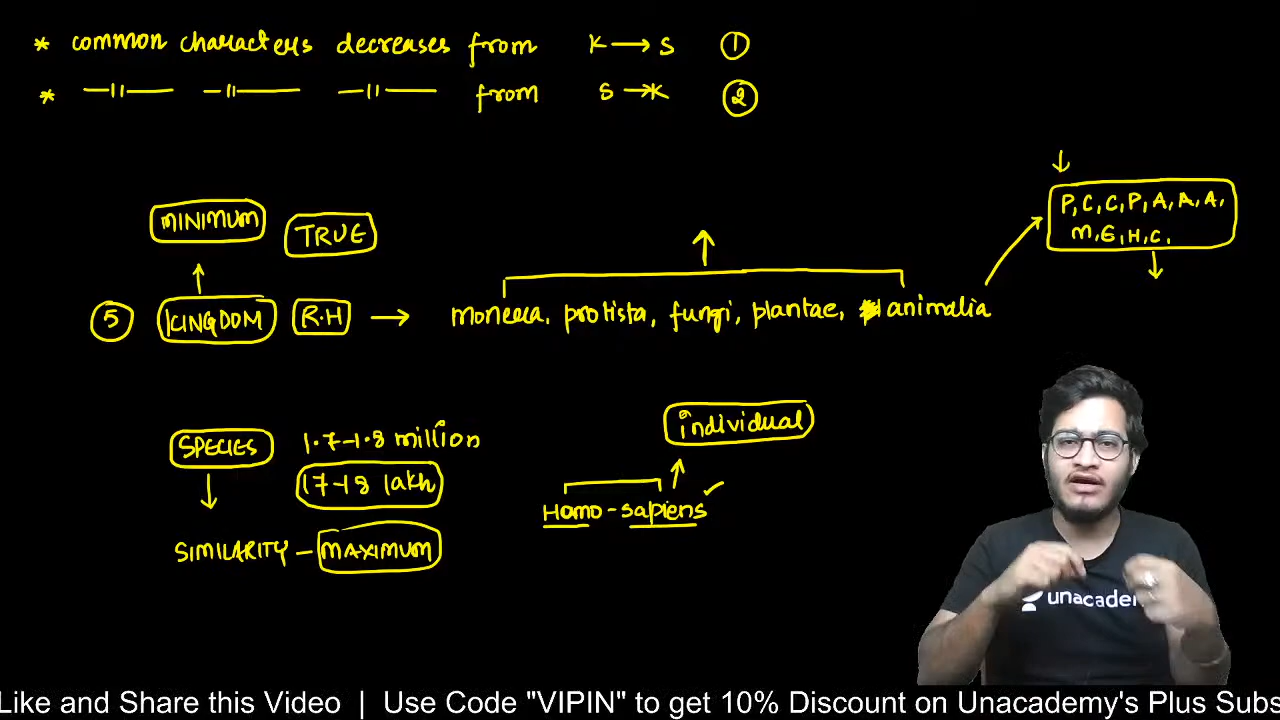 * common characters decreases from K → S ①
* —॥— —॥— —॥— from S → K ②
MINIMUM
TRUE
P, C, C, P, A, A, A,
M, E, H, C,
⑤ KINGDOM R.H → monera, protista, fungi, plantae, animalia
SPECIES 1.7-1.8 million
17-18 lakh
individual
Homo - sapiens ✓
SIMILARITY - MAXIMUM
unacadem
Like and Share this Video | Use Code "VIPIN" to get 10% Discount on Unacademy's Plus Subs